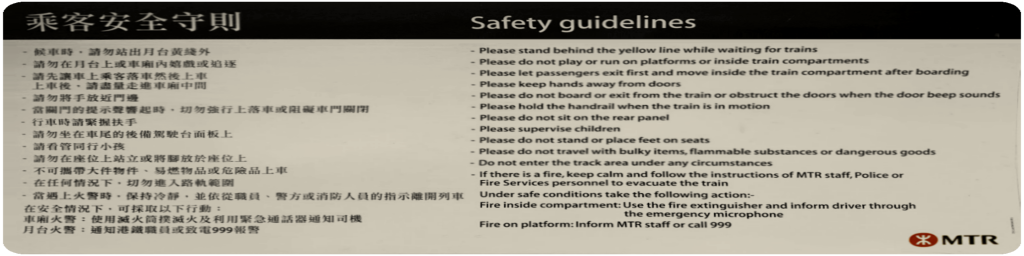 乘客安全守則
- 候車時，請勿站出月台黃綫外
- 請勿在月台上或車廂內嬉戲或追逐
- 請先讓車上乘客落車然後上車
上車後，請盡量走進車廂中間
- 請勿將手放近門邊
- 當關門的提示聲響起時，切勿強行上落車或阻礙車門關閉
- 行車時請緊握扶手
- 請勿坐在車尾的後備駕駛台面板上
- 請看管同行小孩
- 請勿在座位上站立或將腳放於座位上
- 不可攜帶大件物件、易燃物品或危險品上車
- 在任何情況下，切勿進入路軌範圍
- 當遇上火警時，保持冷靜，並依從職員、警方或消防人員的指示離開列車
在安全情況下，可採取以下行動：
車廂火警：使用滅火筒撲滅火及利用緊急通話器通知司機
月台火警：通知港鐵職員或致電999報警
Safety guidelines
- Please stand behind the yellow line while waiting for trains
- Please do not play or run on platforms or inside train compartments
- Please let passengers exit first and move inside the train compartment after boarding
- Please keep hands away from doors
- Please do not board or exit from the train or obstruct the doors when the door beep sounds
- Please hold the handrail when the train is in motion
- Please do not sit on the rear panel
- Please supervise children
- Please do not stand or place feet on seats
- Please do not travel with bulky items, flammable substances or dangerous goods
- Do not enter the track area under any circumstances
- If there is a fire, keep calm and follow the instructions of MTR staff, Police or
Fire Services personnel to evacuate the train
Under safe conditions take the following action:-
Fire inside compartment: Use the fire extinguisher and inform driver through
the emergency microphone
Fire on platform: Inform MTR staff or call 999
MTR